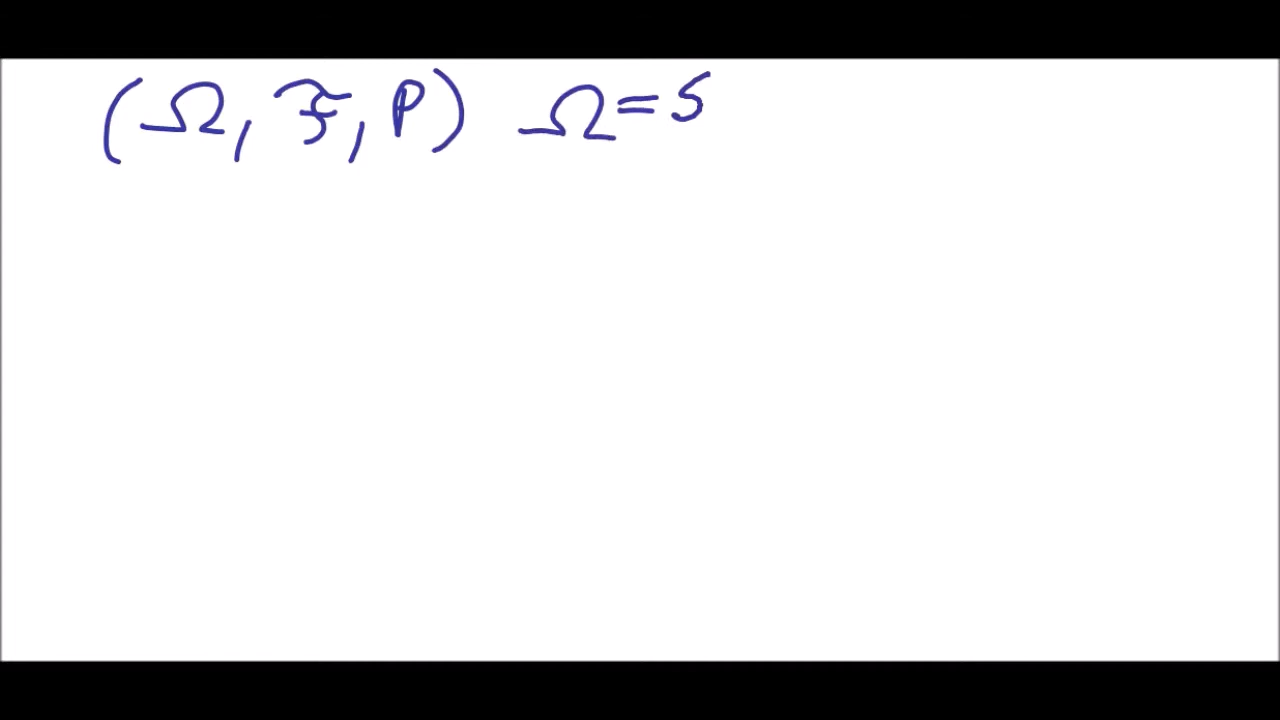 (Ω, ℱ, P) Ω = S